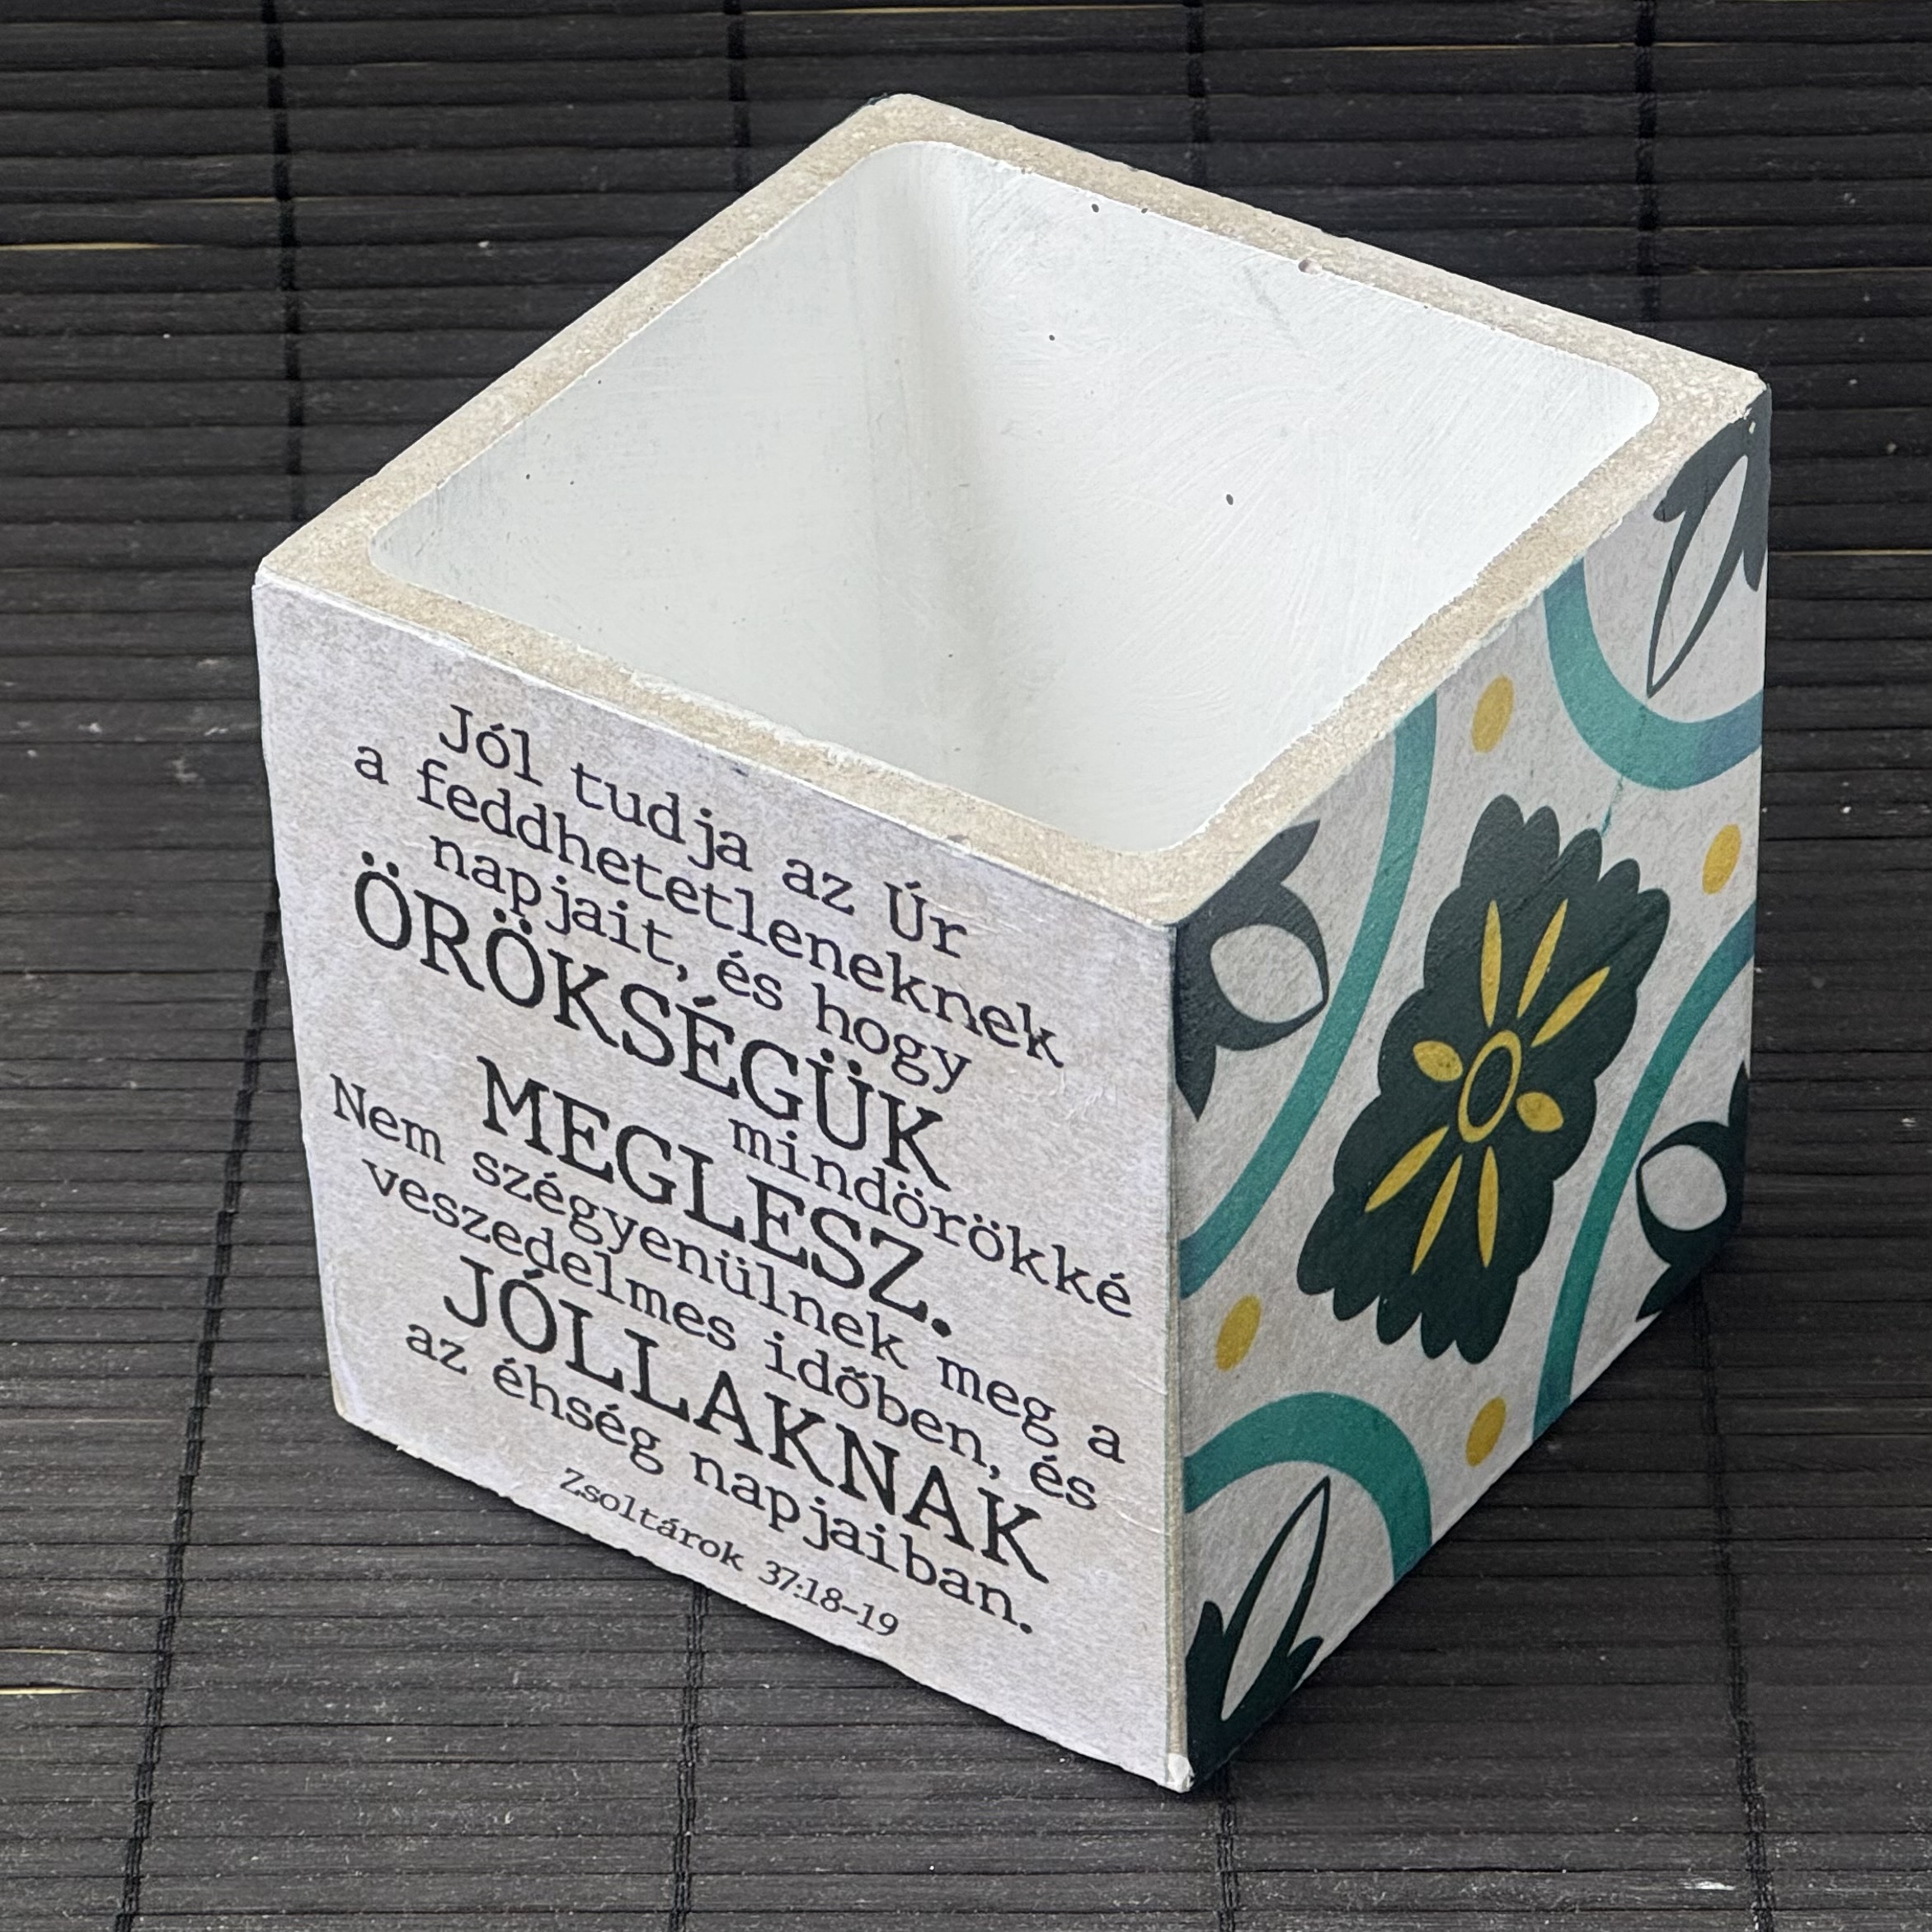 Jól tudja az Úr
a feddhetetleneknek
napjait, és hogy
ÖRÖKSÉGÜK
mindörökké
MEGLESZ.
Nem szégyenülnek meg a
veszedelmes időben, és
JÓLLAKNAK
az éhség napjaiban.
Zsoltárok 37:18-19